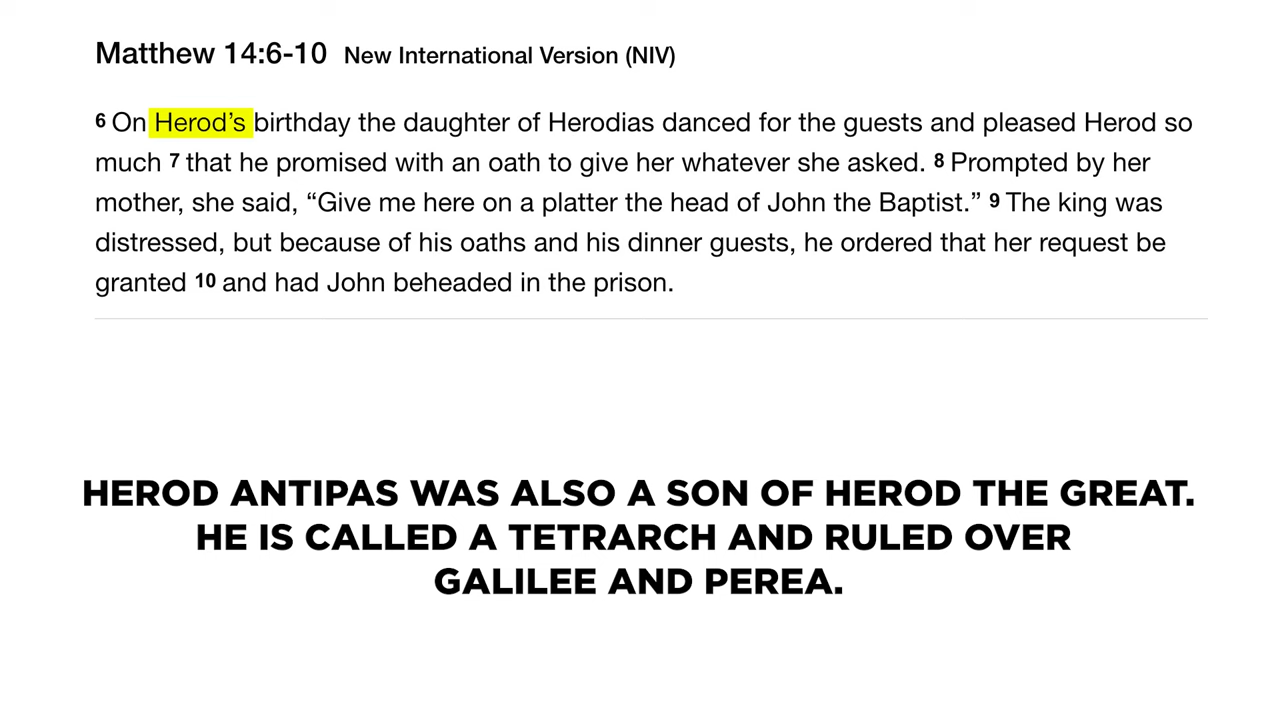 Matthew 14:6-10 New International Version (NIV)
6 On Herod’s birthday the daughter of Herodias danced for the guests and pleased Herod so
much 7 that he promised with an oath to give her whatever she asked. 8 Prompted by her
mother, she said, “Give me here on a platter the head of John the Baptist.” 9 The king was
distressed, but because of his oaths and his dinner guests, he ordered that her request be
granted 10 and had John beheaded in the prison.
HEROD ANTIPAS WAS ALSO A SON OF HEROD THE GREAT.
HE IS CALLED A TETRARCH AND RULED OVER
GALILEE AND PEREA.